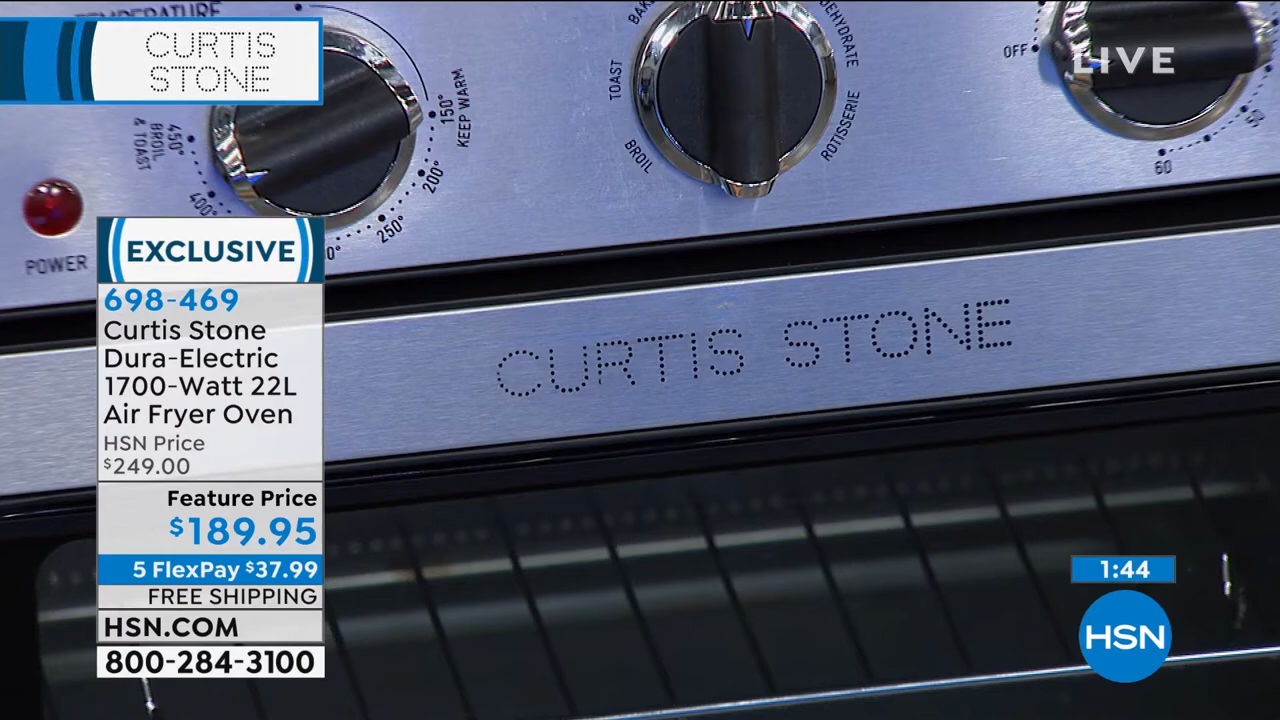 TEMPERATURE
CURTIS
STONE
LIVE
DEHYDRATE
OFF
TOAST
150°
KEEP WARM
450°
BROIL
& TOAST
ROTISSERIE
BROIL
60
200°
400°
250°
POWER
EXCLUSIVE
698-469
Curtis Stone
Dura-Electric
1700-Watt 22L
Air Fryer Oven
HSN Price
$249.00
Feature Price
$189.95
5 FlexPay $37.99
FREE SHIPPING
HSN.COM
800-284-3100
CURTIS STONE
1:44
HSN